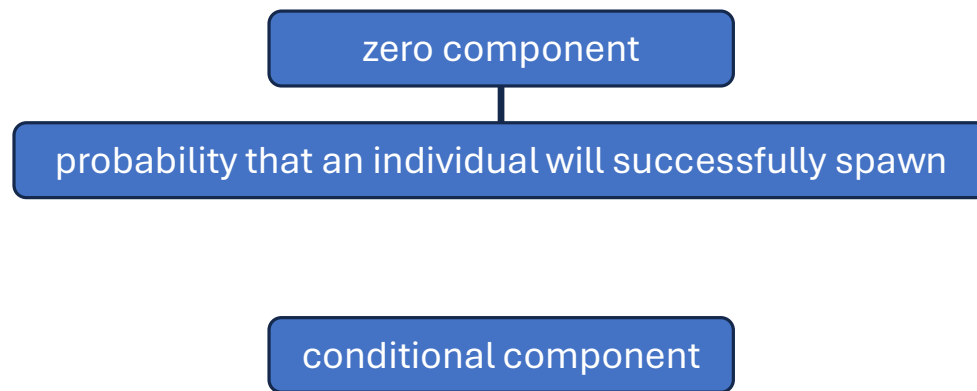 zero component
probability that an individual will successfully spawn
conditional component